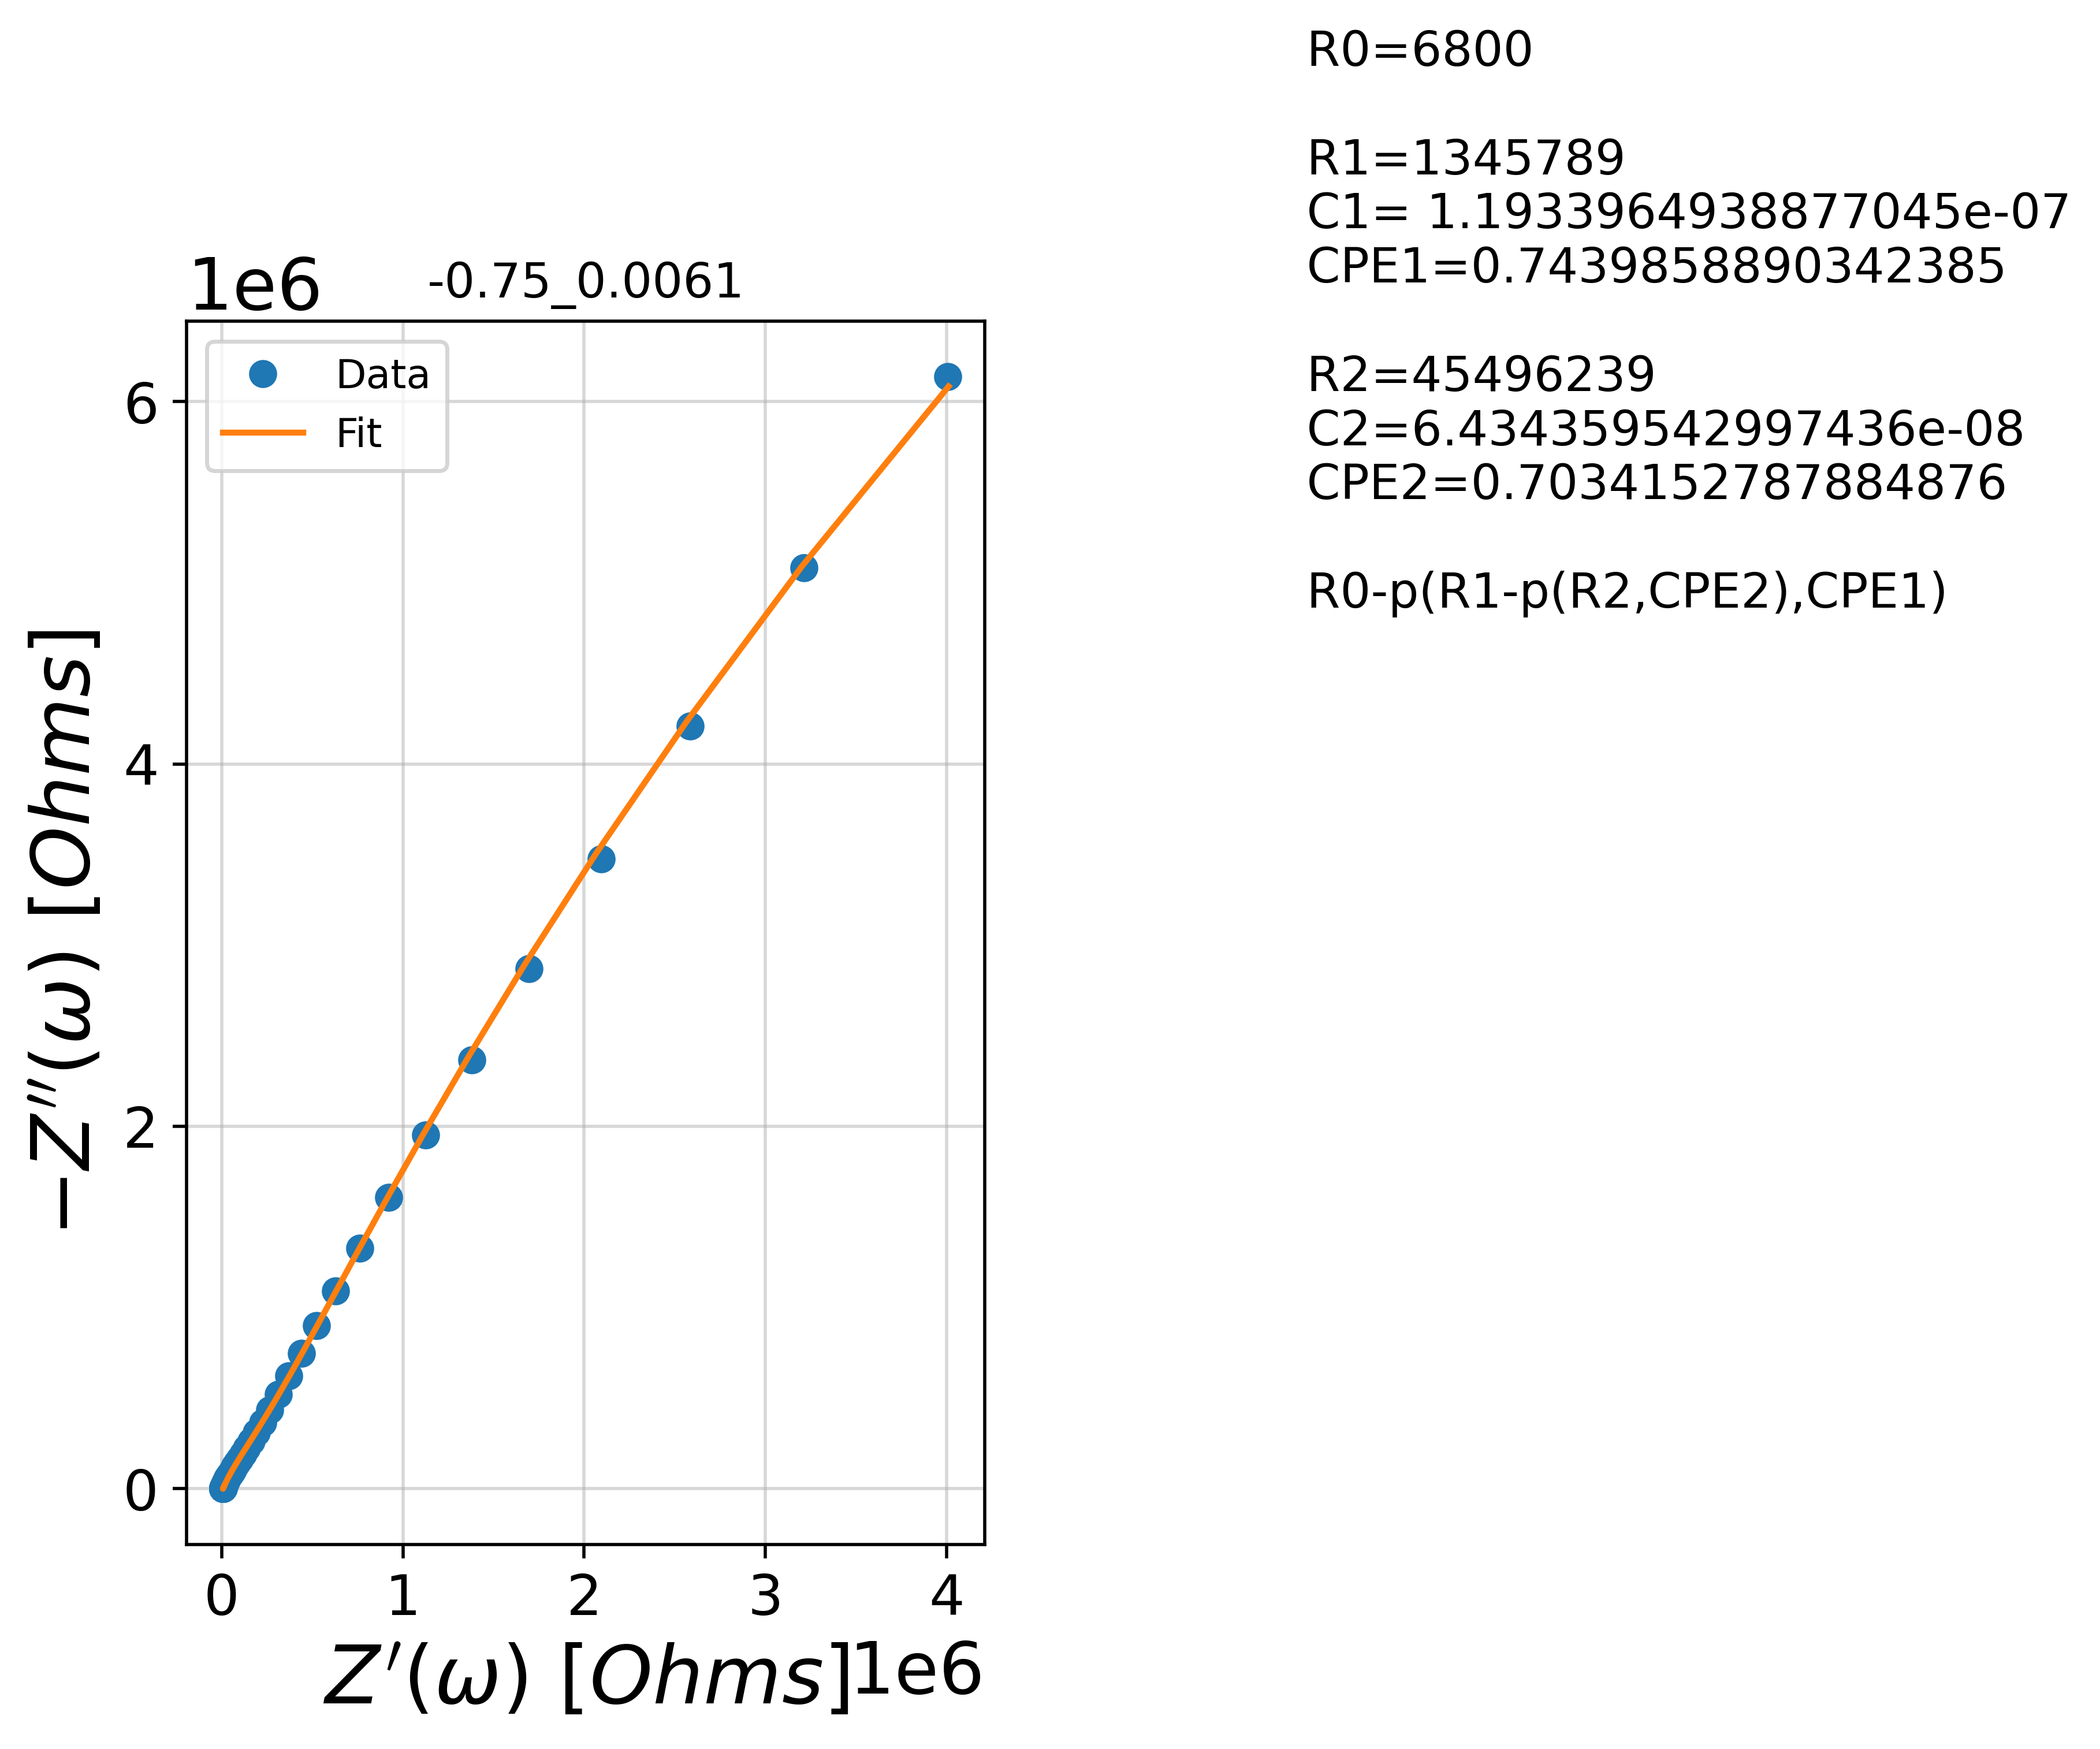 R0=6800
R1=1345789
C1= 1.1933964938877045e-07
CPE1=0.7439858890342385
R2=45496239
C2=6.434359542997436e-08
CPE2=0.7034152787884876
R0-p(R1-p(R2,CPE2),CPE1)
1e6
-0.75_0.0061
Data
Fit
6
4
2
0
−Z′′(ω) [Ohms]
0 1 2 3 4
Z′(ω) [Ohms]
1e6